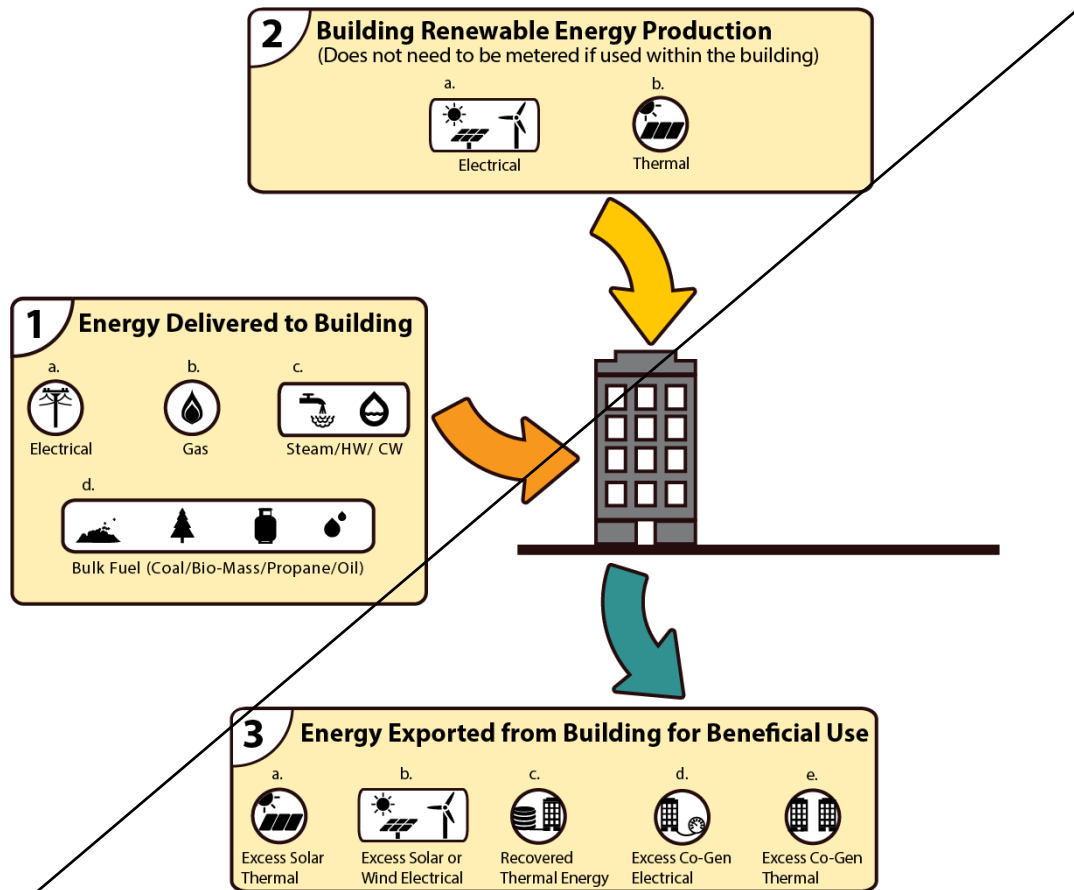 2
Building Renewable Energy Production
(Does not need to be metered if used within the building)
a.
b.
Electrical
Thermal
1
Energy Delivered to Building
a.
b.
c.
Electrical
Gas
Steam/HW/ CW
d.
Bulk Fuel (Coal/Bio-Mass/Propane/Oil)
3
Energy Exported from Building for Beneficial Use
a.
b.
c.
d.
e.
Excess Solar
Thermal
Excess Solar or
Wind Electrical
Recovered
Thermal Energy
Excess Co-Gen
Electrical
Excess Co-Gen
Thermal